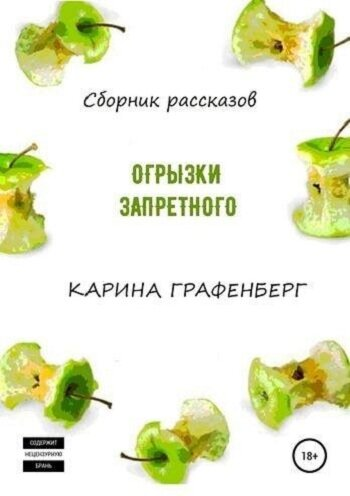 Сборник рассказов
ОГРЫЗКИ
ЗАПРЕТНОГО
КАРИНА ГРАФЕНБЕРГ
СОДЕРЖИТ
НЕЦЕНЗУРНУЮ
БРАНЬ
18+